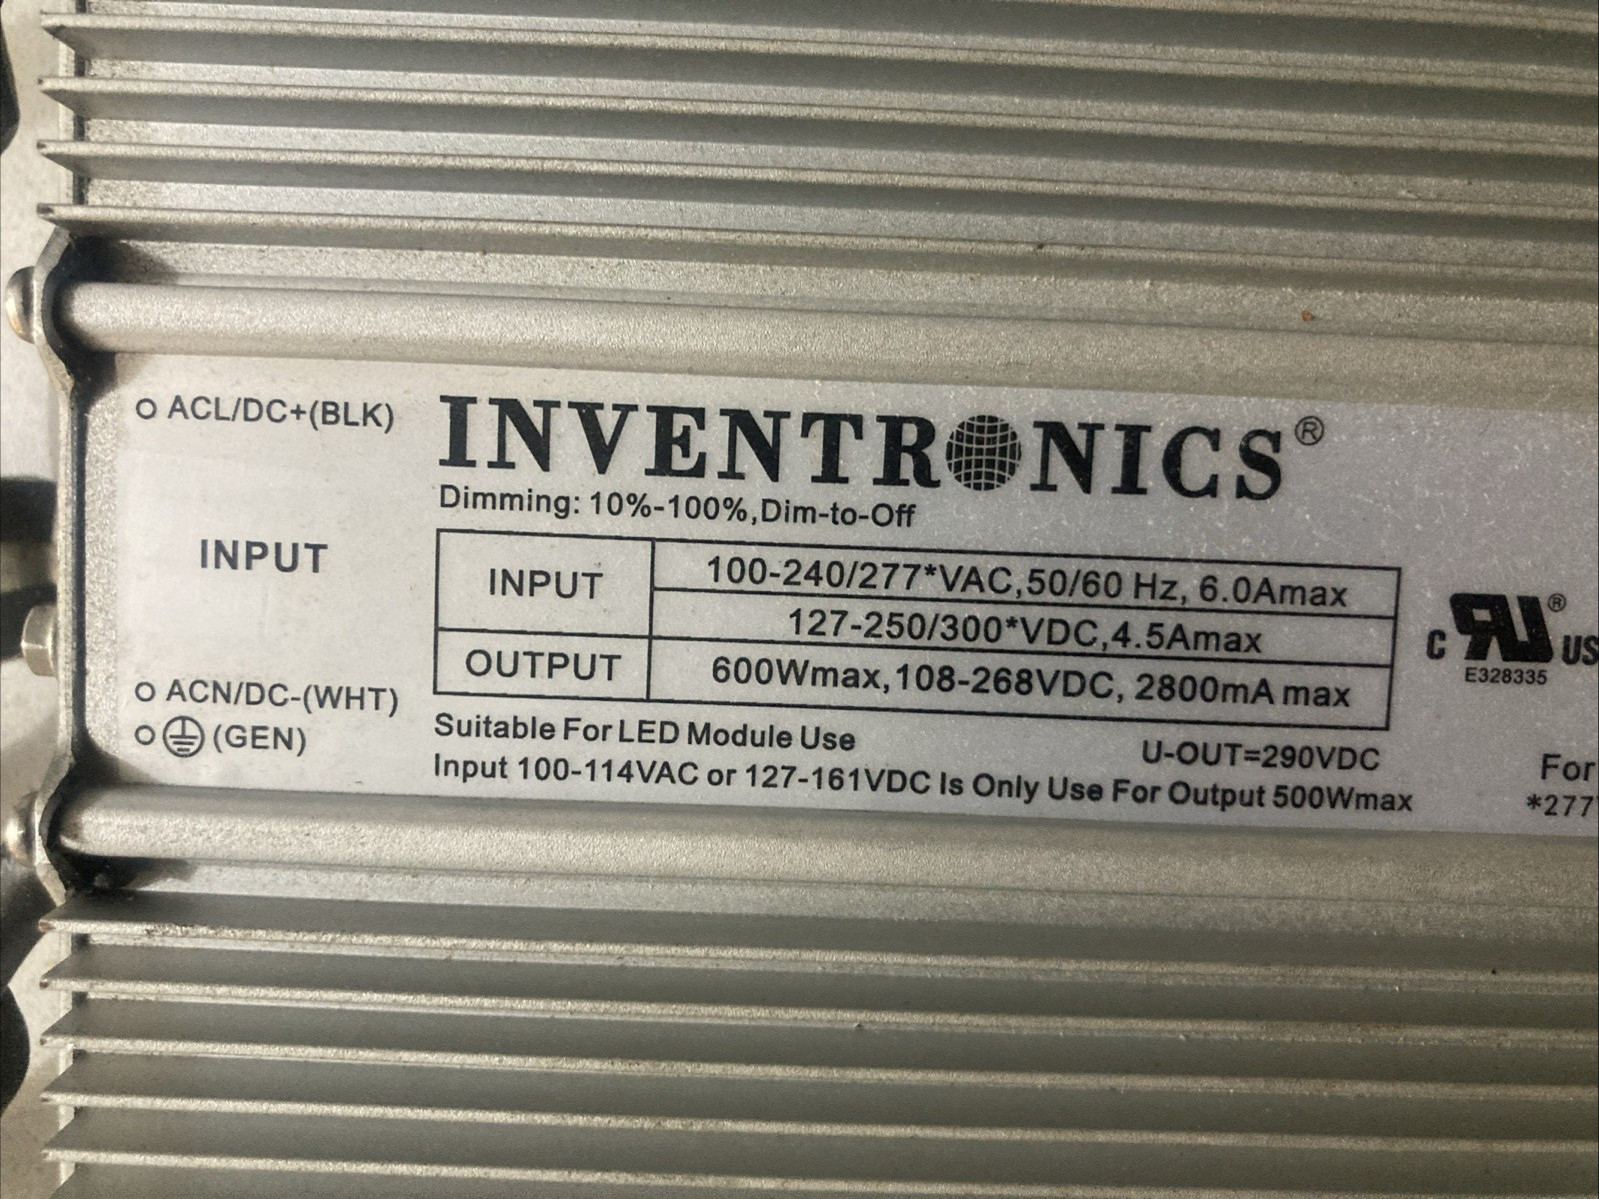 ACL/DC+(BLK)
INPUT
ACN/DC-(WHT)
(GEN)
INVENTRONICS®
Dimming: 10%-100%,Dim-to-Off
INPUT
100-240/277*VAC,50/60 Hz, 6.0Amax
127-250/300*VDC,4.5Amax
OUTPUT
600Wmax,108-268VDC, 2800mA max
Suitable For LED Module Use
U-OUT=290VDC
Input 100-114VAC or 127-161VDC Is Only Use For Output 500Wmax
C RU® US
E328335
For
*277